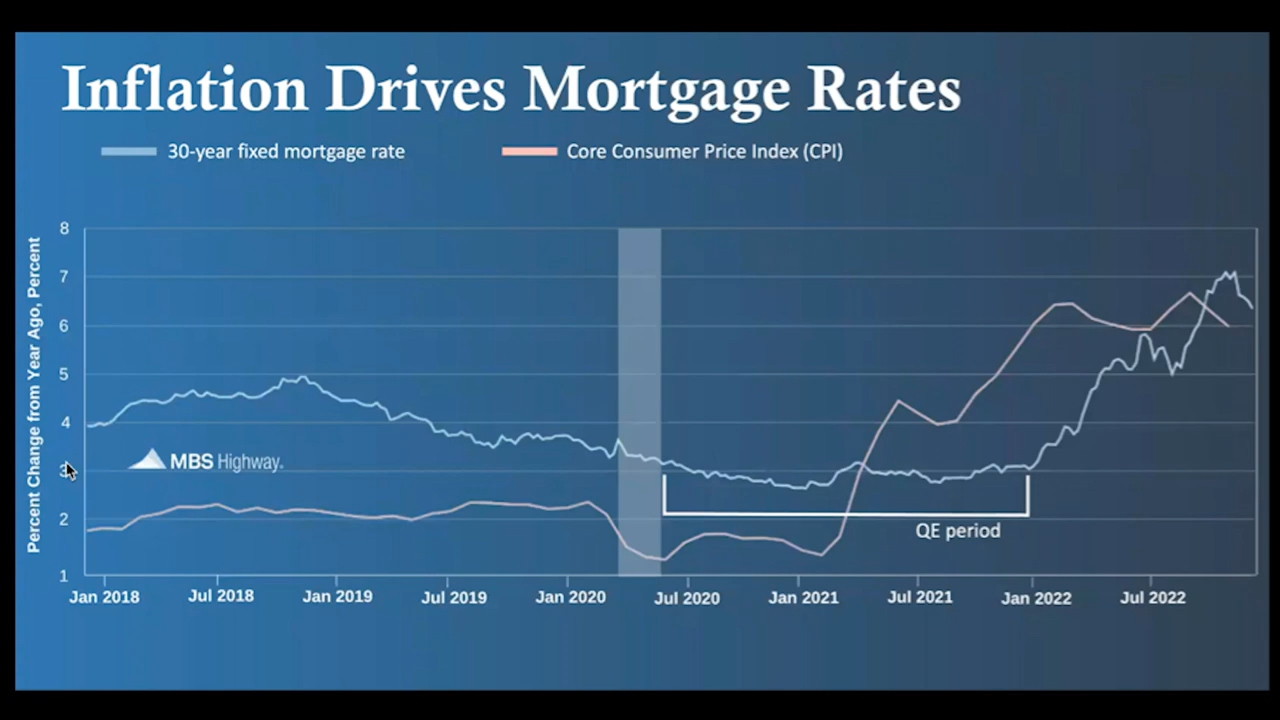 Inflation Drives Mortgage Rates
30-year fixed mortgage rate
Core Consumer Price Index (CPI)
Percent Change from Year Ago, Percent
8
7
6
5
4
3
2
1
MBS Highway.
QE period
Jan 2018
Jul 2018
Jan 2019
Jul 2019
Jan 2020
Jul 2020
Jan 2021
Jul 2021
Jan 2022
Jul 2022